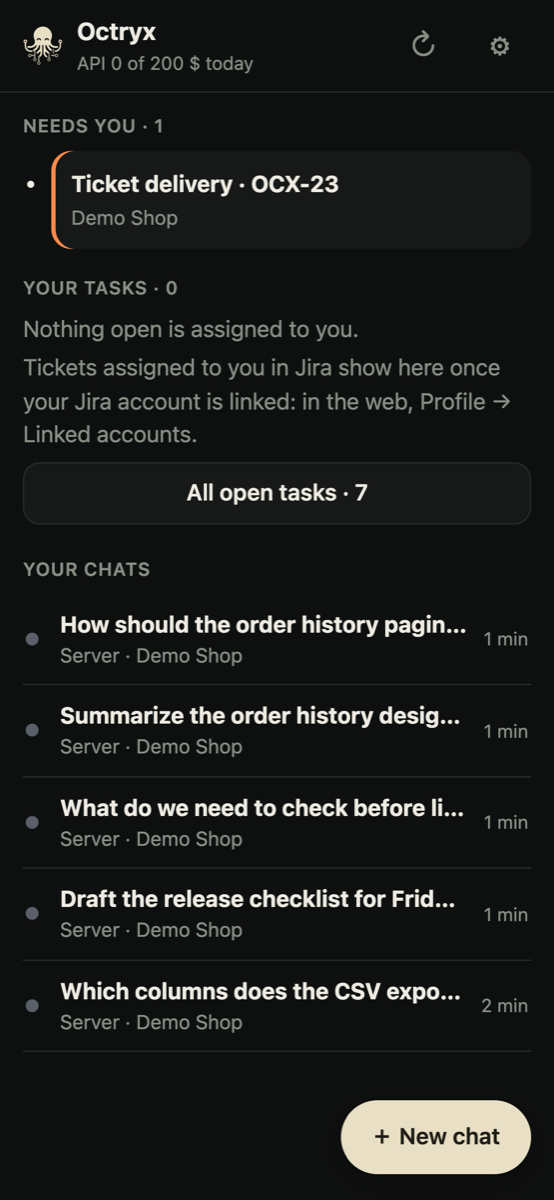 Octryx
API 0 of 200 $ today
NEEDS YOU · 1
Ticket delivery · OCX-23
Demo Shop
YOUR TASKS · 0
Nothing open is assigned to you.
Tickets assigned to you in Jira show here once
your Jira account is linked: in the web, Profile →
Linked accounts.
All open tasks · 7
YOUR CHATS
How should the order history pagin...
1 min
Server · Demo Shop
Summarize the order history desig...
1 min
Server · Demo Shop
What do we need to check before li...
1 min
Server · Demo Shop
Draft the release checklist for Frid...
1 min
Server · Demo Shop
Which columns does the CSV expo...
2 min
Server · Demo Shop
+ New chat